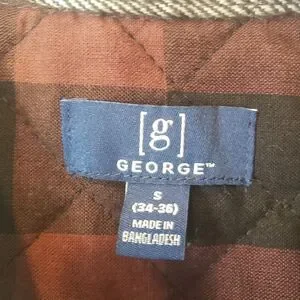 [g]
GEORGE™
S
(34-36)
MADE IN
BANGLADESH